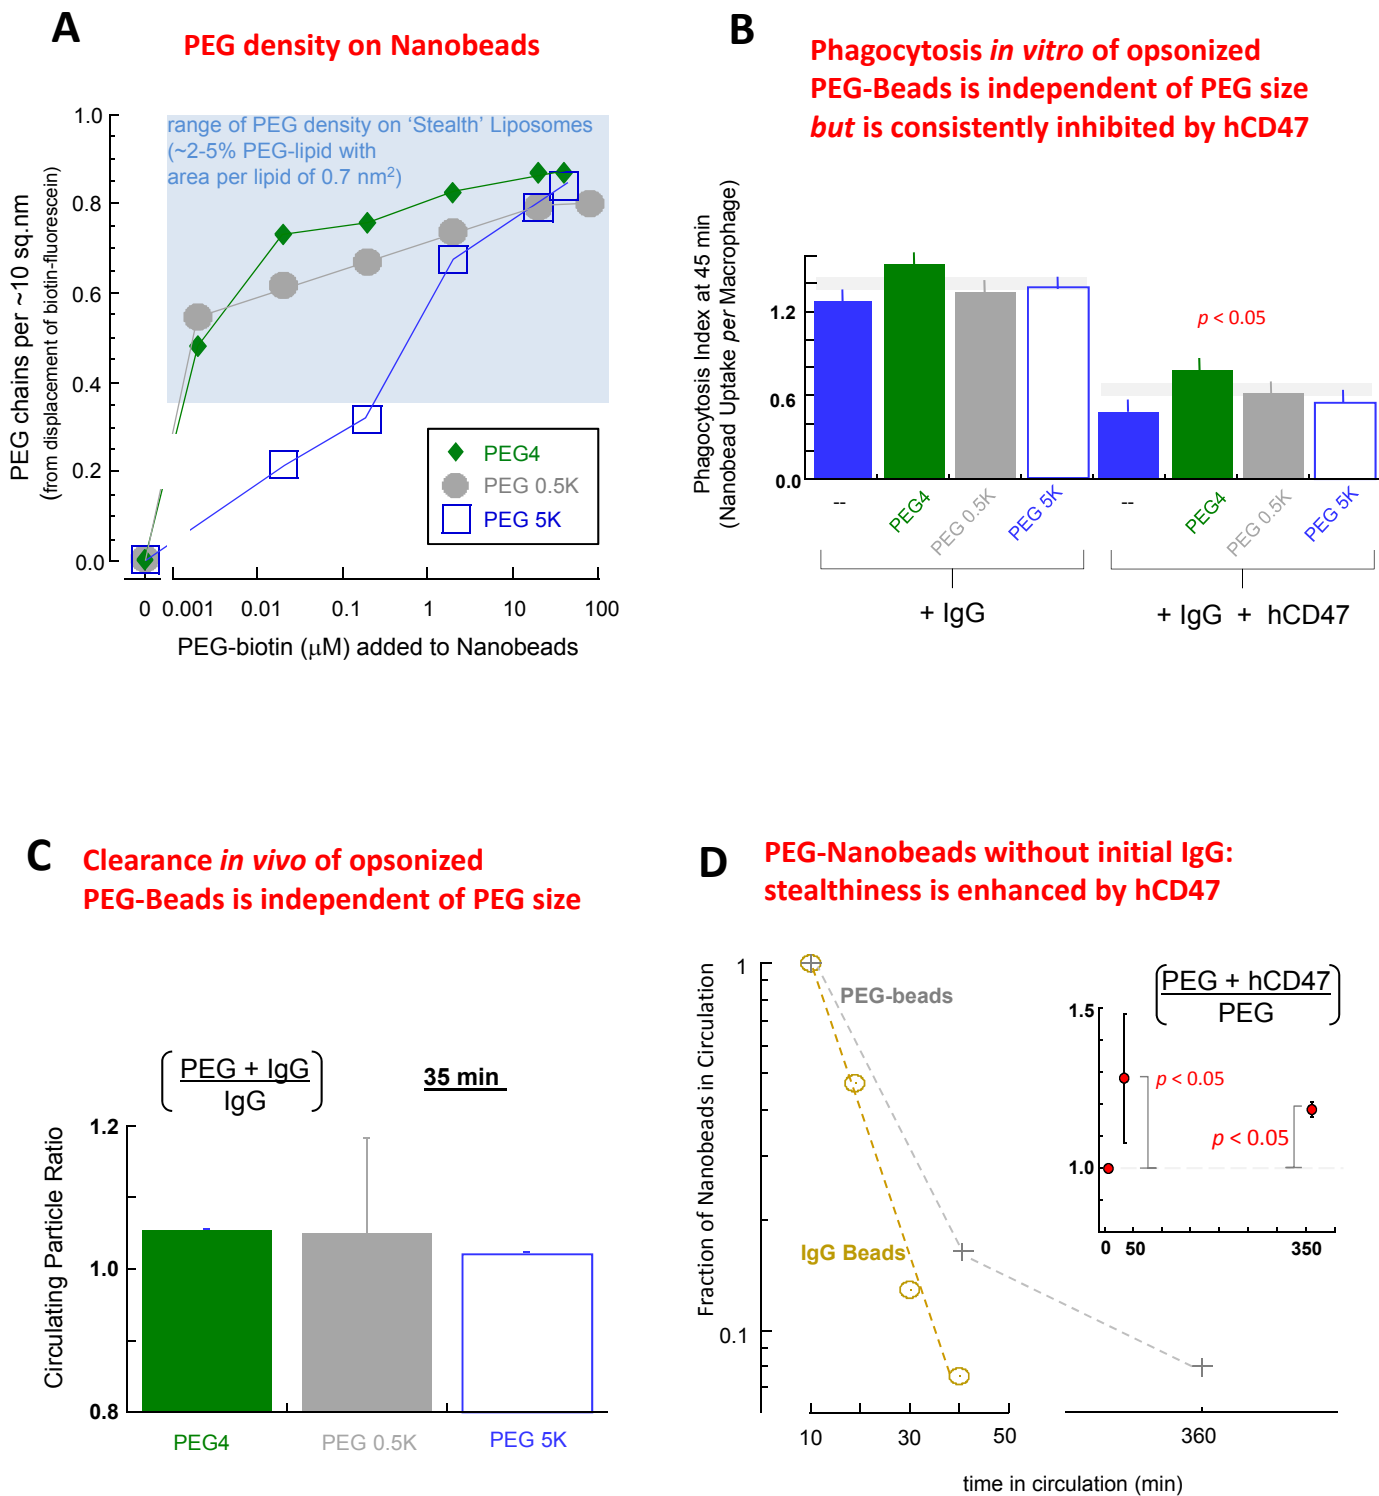 A
PEG density on Nanobeads
PEG chains per ~10 sq.nm
(from displacement of biotin-fluorescein)
1.0
0.8
0.6
0.4
0.2
0.0
range of PEG density on 'Stealth' Liposomes
(~2-5% PEG-lipid with
area per lipid of 0.7 nm²)
PEG4
PEG 0.5K
PEG 5K
0 0.001 0.01 0.1 1 10 100
PEG-biotin (μM) added to Nanobeads
B
Phagocytosis in vitro of opsonized
PEG-Beads is independent of PEG size
but is consistently inhibited by hCD47
Phagocytosis Index at 45 min
(Nanobead Uptake per Macrophage)
1.2
0.6
0.0
p < 0.05
-- PEG4 PEG 0.5K PEG 5K -- PEG4 PEG 0.5K PEG 5K
+ IgG
+ IgG + hCD47
C
Clearance in vivo of opsonized
PEG-Beads is independent of PEG size
PEG + IgG
IgG
35 min
Circulating Particle Ratio
1.2
1.0
0.8
PEG4 PEG 0.5K PEG 5K
D
PEG-Nanobeads without initial IgG:
stealthiness is enhanced by hCD47
Fraction of Nanobeads in Circulation
1
0.1
PEG-beads
IgG Beads
PEG + hCD47
PEG
1.5
1.0
p < 0.05
p < 0.05
0 50 350
10 30 50 360
time in circulation (min)